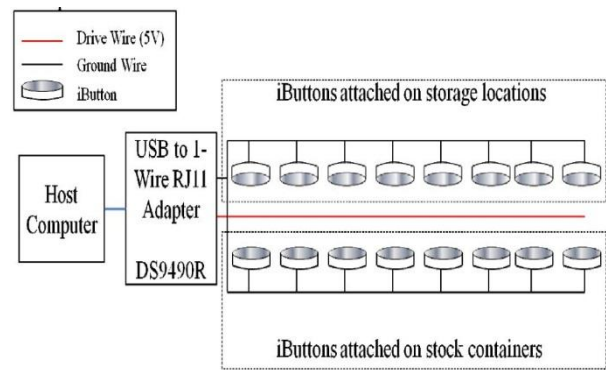 Drive Wire (5V)
Ground Wire
iButton
iButtons attached on storage locations
USB to 1-
Wire RJ11
Adapter
DS9490R
Host
Computer
iButtons attached on stock containers